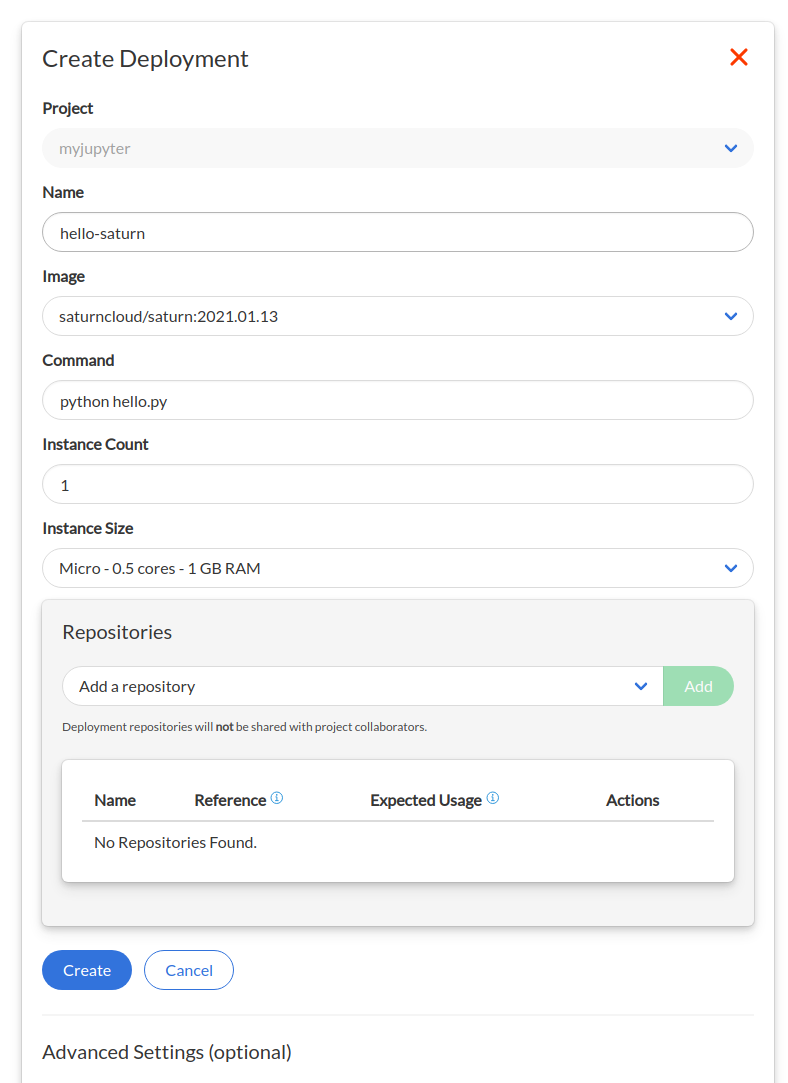 Create Deployment
Project
myjupyter
Name
hello-saturn
Image
saturncloud/saturn:2021.01.13
Command
python hello.py
Instance Count
1
Instance Size
Micro - 0.5 cores - 1 GB RAM
Repositories
Add a repository Add
Deployment repositories will not be shared with project collaborators.
Name Reference Expected Usage Actions
No Repositories Found.
Create Cancel
Advanced Settings (optional)